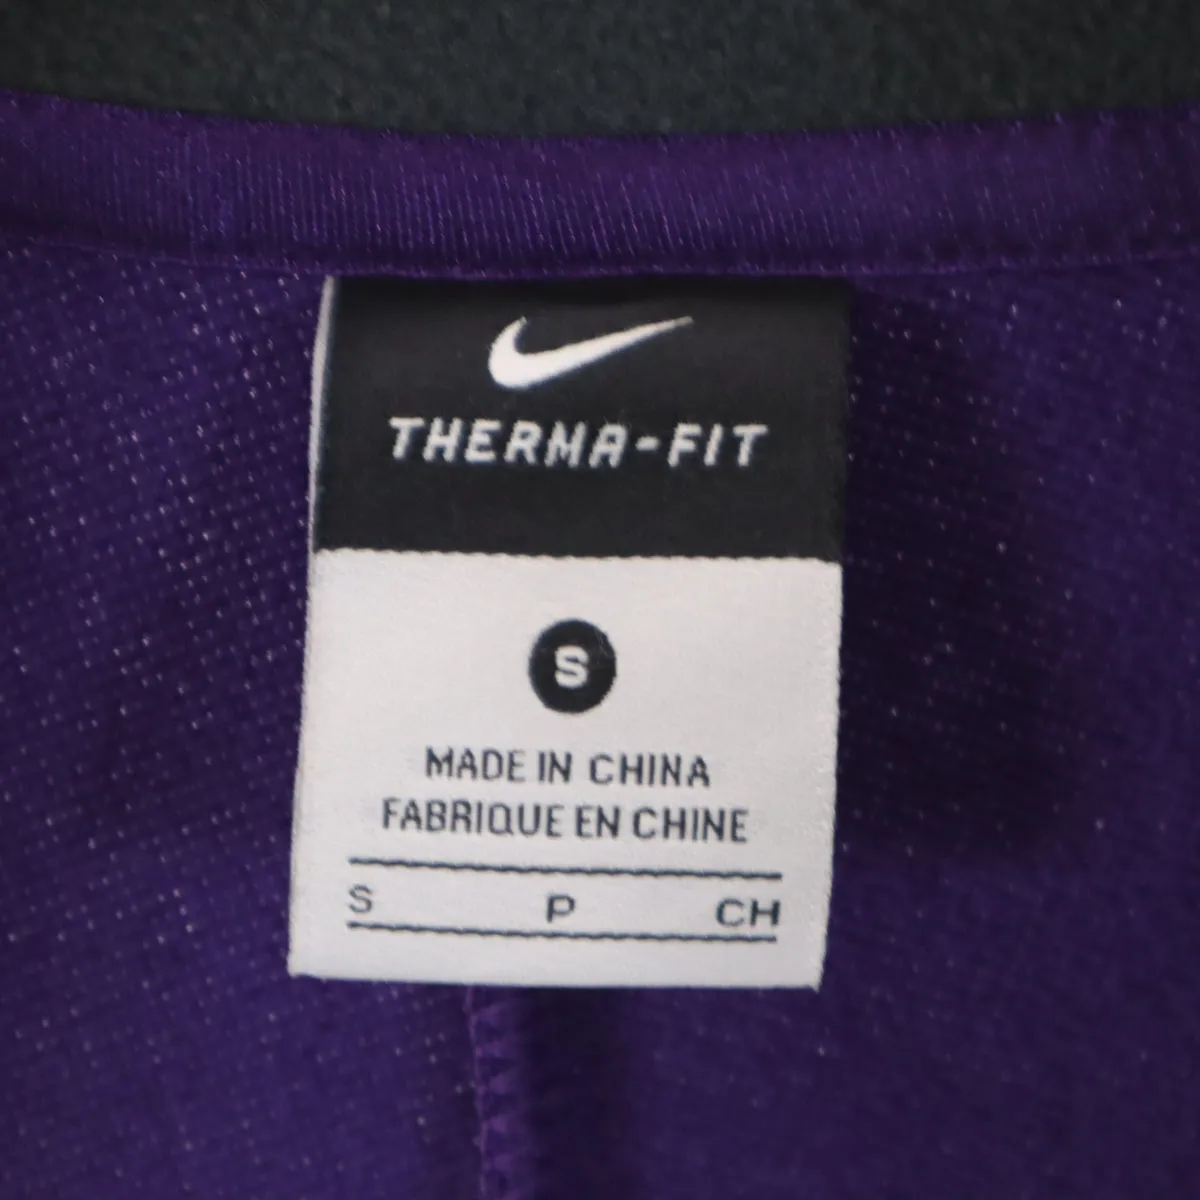 THERMA-FIT
S
MADE IN CHINA
FABRIQUE EN CHINE
S P CH